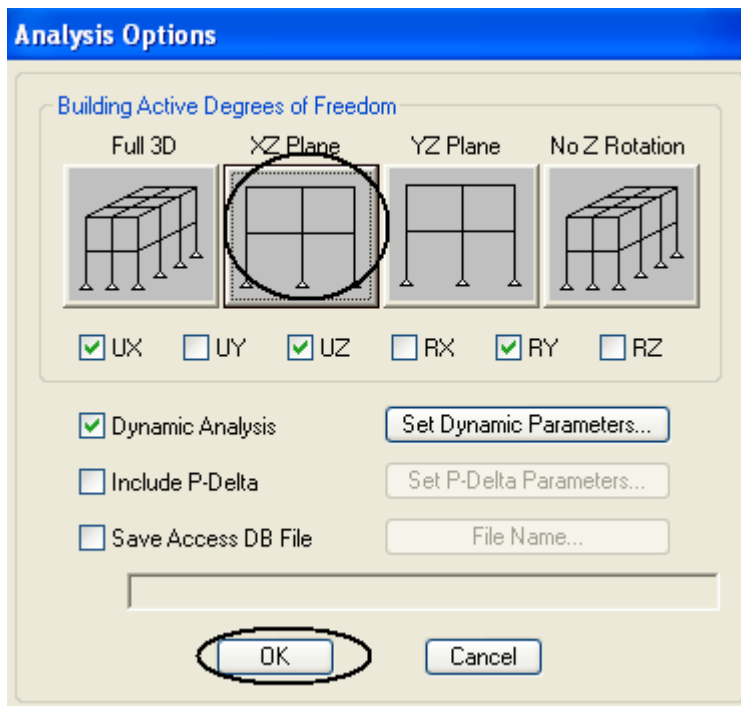 Analysis Options
Building Active Degrees of Freedom
Full 3D XZ Plane YZ Plane No Z Rotation
UX UY UZ RX RY RZ
Dynamic Analysis Set Dynamic Parameters...
Include P-Delta Set P-Delta Parameters...
Save Access DB File File Name...
OK Cancel